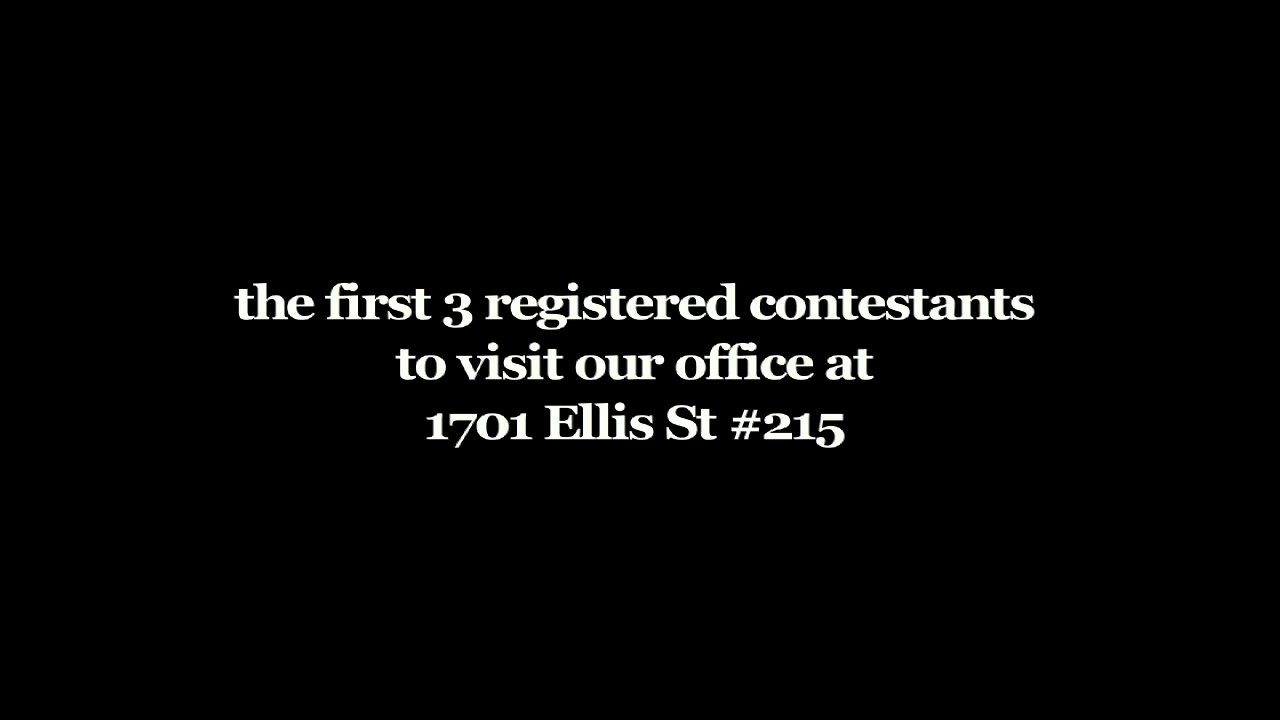 the first 3 registered contestants
to visit our office at
1701 Ellis St #215